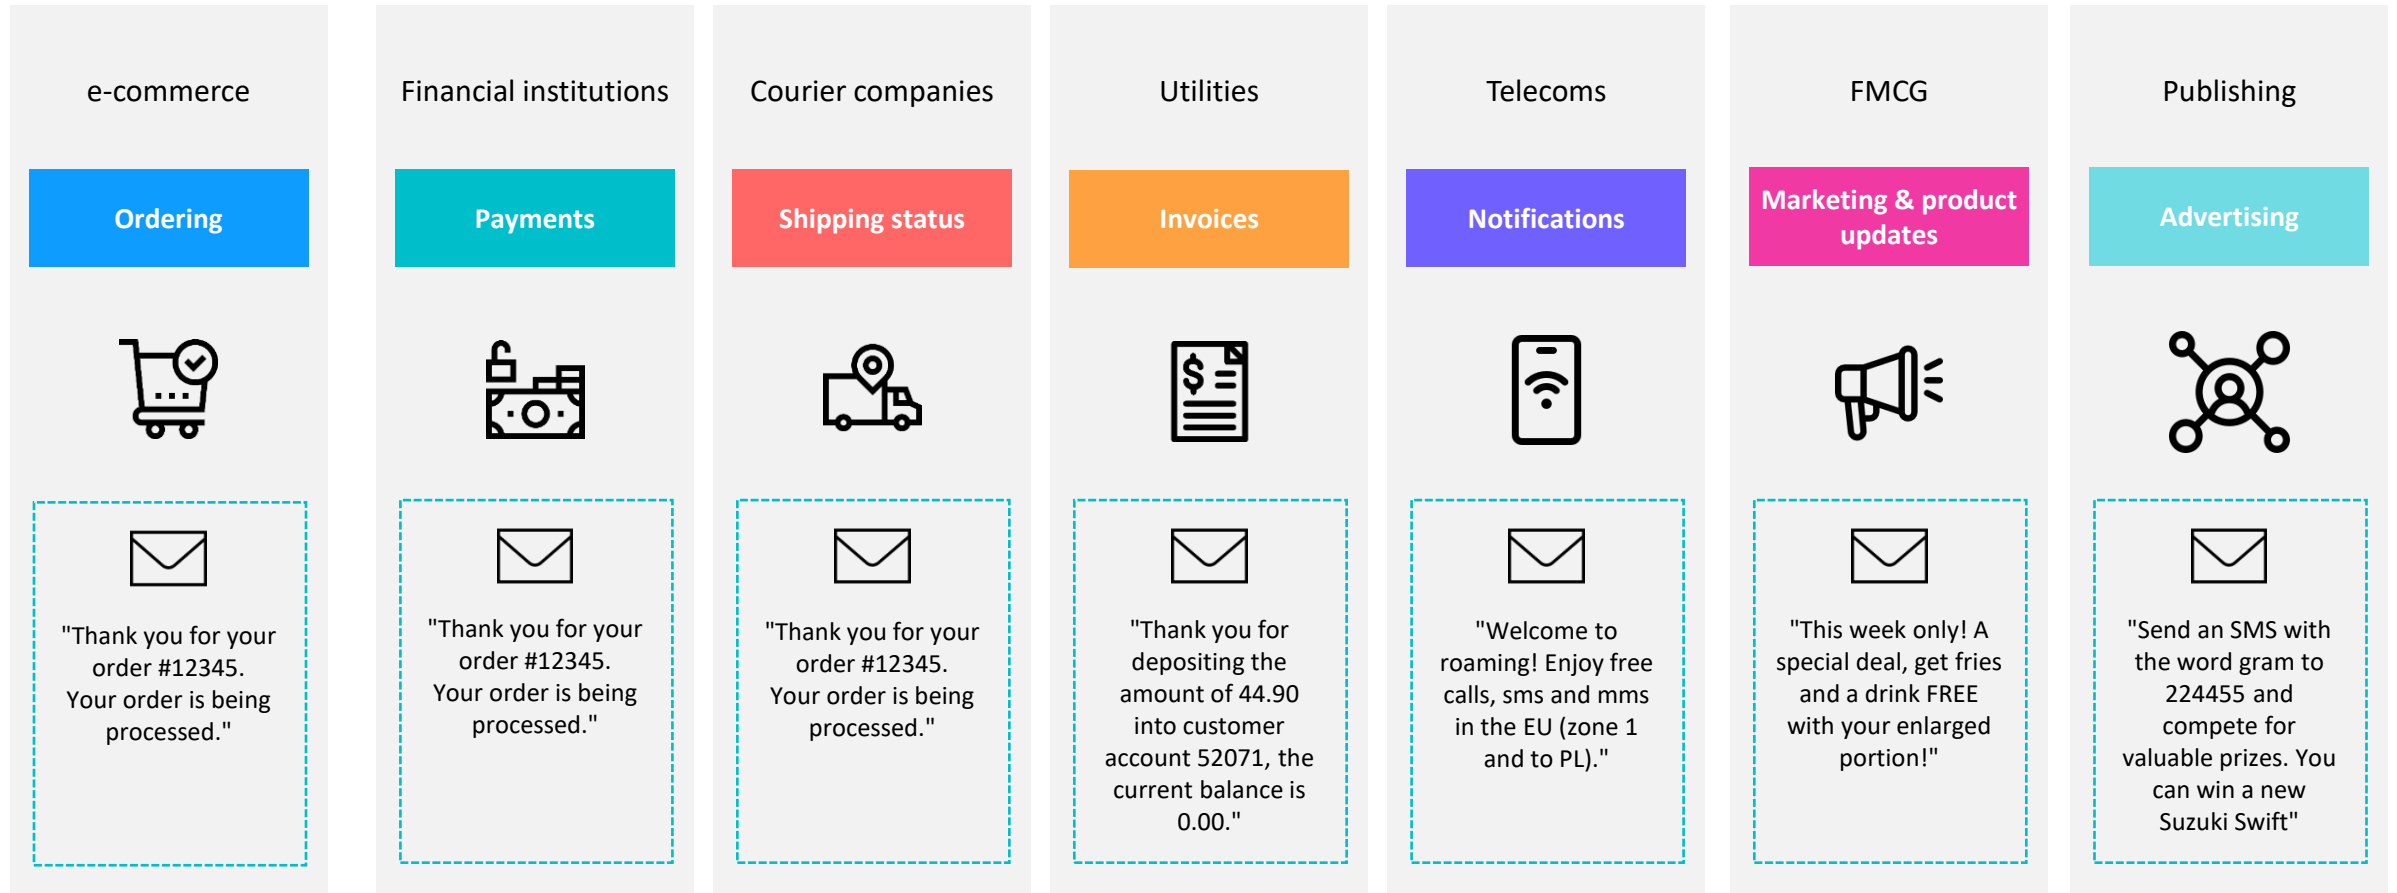 e-commerce
Ordering
"Thank you for your
order #12345.
Your order is being
processed."
Financial institutions
Payments
"Thank you for your
order #12345.
Your order is being
processed."
Courier companies
Shipping status
"Thank you for your
order #12345.
Your order is being
processed."
Utilities
Invoices
$
"Thank you for
depositing the
amount of 44.90
into customer
account 52071, the
current balance is
0.00."
Telecoms
Notifications
"Welcome to
roaming! Enjoy free
calls, sms and mms
in the EU (zone 1
and to PL)."
FMCG
Marketing & product
updates
"This week only! A
special deal, get fries
and a drink FREE
with your enlarged
portion!"
Publishing
Advertising
"Send an SMS with
the word gram to
224455 and
compete for
valuable prizes. You
can win a new
Suzuki Swift"